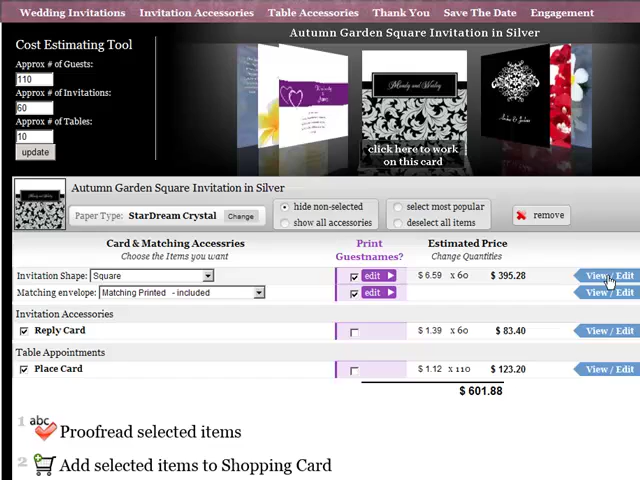 Wedding Invitations Invitation Accessories Table Accessories Thank You Save The Date Engagement
Autumn Garden Square Invitation in Silver
Cost Estimating Tool
Approx # of Guests:
110
Approx # of Invitations:
60
Approx # of Tables:
10
update
click here to work
on this card
Autumn Garden Square Invitation in Silver
Paper Type: StarDream Crystal Change
hide non-selected
show all accessories
select most popular
deselect all items
remove
Card & Matching Accessries Print Estimated Price
Choose the Items you want Guestnames? Change Quantities
Invitation Shape: Square edit $ 6.59 x 60 $ 395.28 View / Edit
Matching envelope: Matching Printed - included edit View / Edit
Invitation Accessories
Reply Card $ 1.39 x 60 $ 83.40 View / Edit
Table Appointments
Place Card $ 1.12 x 110 $ 123.20 View / Edit
$ 601.88
1 abc Proofread selected items
2 Add selected items to Shopping Card